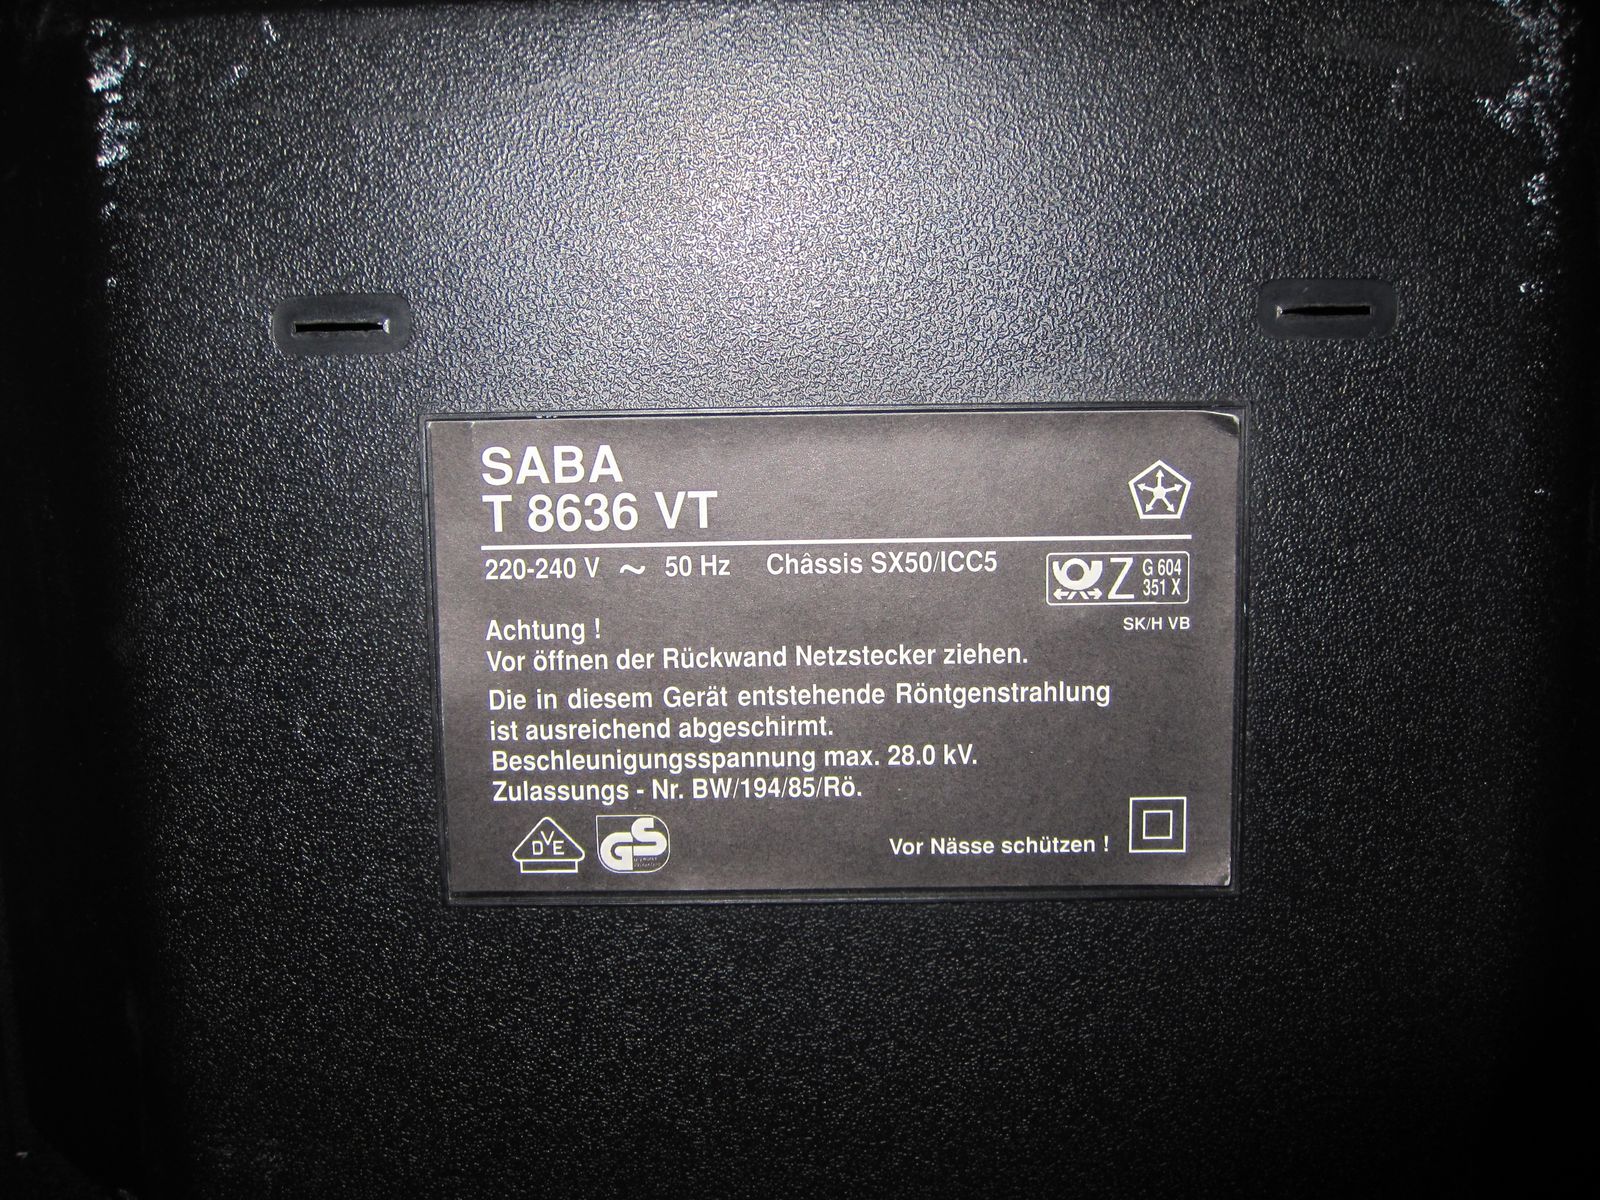 SABA
T 8636 VT
220-240 V ~ 50 Hz Châssis SX50/ICC5
Z G 604
351 X
SK/H VB
Achtung !
Vor öffnen der Rückwand Netzstecker ziehen.
Die in diesem Gerät entstehende Röntgenstrahlung
ist ausreichend abgeschirmt.
Beschleunigungsspannung max. 28.0 kV.
Zulassungs - Nr. BW/194/85/Rö.
DVE
GS
Vor Nässe schützen !